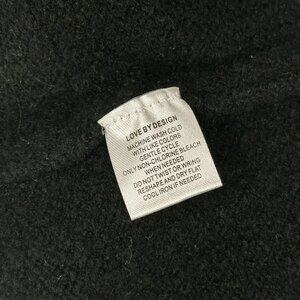 LOVE BY DESIGN
MACHINE WASH COLD
WITH LIKE COLORS
GENTLE CYCLE
ONLY NON-CHLORINE BLEACH
WHEN NEEDED
DO NOT TWIST OR WRING
RESHAPE AND DRY FLAT
COOL IRON IF NEEDED